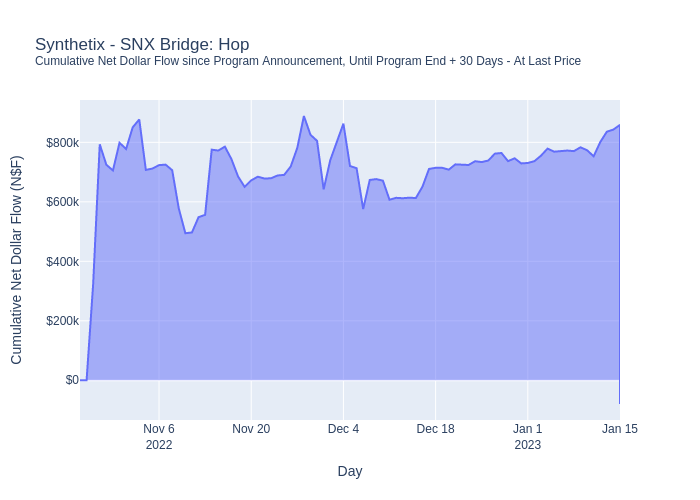 Synthetix - SNX Bridge: Hop
Cumulative Net Dollar Flow since Program Announcement, Until Program End + 30 Days - At Last Price
Cumulative Net Dollar Flow (N$F)
$800k
$600k
$400k
$200k
$0
Nov 6
2022
Nov 20
Dec 4
Dec 18
Jan 1
2023
Jan 15
Day